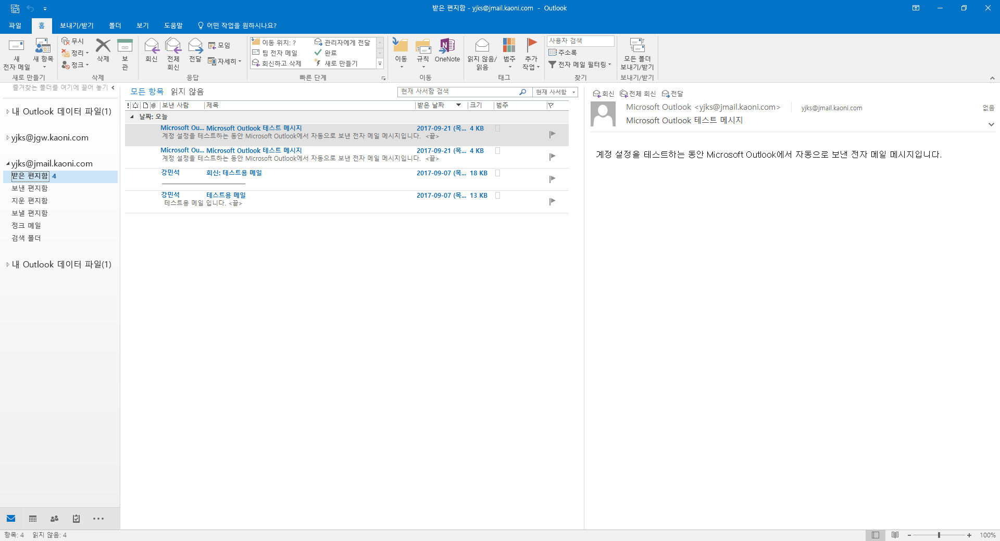 받은 편지함 - yjks@jmail.kaoni.com - Outlook
파일 홈 보내기/받기 폴더 보기 도움말 어떤 작업을 원하시나요?
새 전자 메일
새 항목
새로 만들기
무시
정리
정크
삭제
보관
삭제
회신
전체 회신
전달
모임
자세히
응답
이동 위치: ?
팀 전자 메일
회신하고 삭제
관리자에게 전달
완료
새로 만들기
빠른 단계
이동
규칙
OneNote
이동
읽지 않음/읽음
범주
추가 작업
태그
사용자 검색
주소록
전자 메일 필터링
찾기
모든 폴더 보내기/받기
보내기/받기
즐겨찾는 폴더를 여기에 끌어 놓기
내 Outlook 데이터 파일(1)
yjks@jgw.kaoni.com
yjks@jmail.kaoni.com
받은 편지함 4
보낸 편지함
지운 편지함
보낼 편지함
정크 메일
검색 폴더
내 Outlook 데이터 파일(1)
모든 항목 읽지 않음
현재 사서함 검색
현재 사서함
보낸 사람 제목 받은 날짜 크기 범주
날짜: 오늘
Microsoft Ou... Microsoft Outlook 테스트 메시지 2017-09-21 (목... 4 KB
계정 설정을 테스트하는 동안 Microsoft Outlook에서 자동으로 보낸 전자 메일 메시지입니다. <끝>
Microsoft Ou... Microsoft Outlook 테스트 메시지 2017-09-21 (목... 4 KB
계정 설정을 테스트하는 동안 Microsoft Outlook에서 자동으로 보낸 전자 메일 메시지입니다. <끝>
강민석 회신: 테스트용 메일 2017-09-07 (목... 18 KB
강민석 테스트용 메일 2017-09-07 (목... 13 KB
테스트용 메일 입니다. <끝>
회신 전체 회신 전달
Microsoft Outlook <yjks@jmail.kaoni.com> yjks@jmail.kaoni.com 없음
Microsoft Outlook 테스트 메시지
계정 설정을 테스트하는 동안 Microsoft Outlook에서 자동으로 보낸 전자 메일 메시지입니다.
항목: 4 읽지 않음: 4
100%